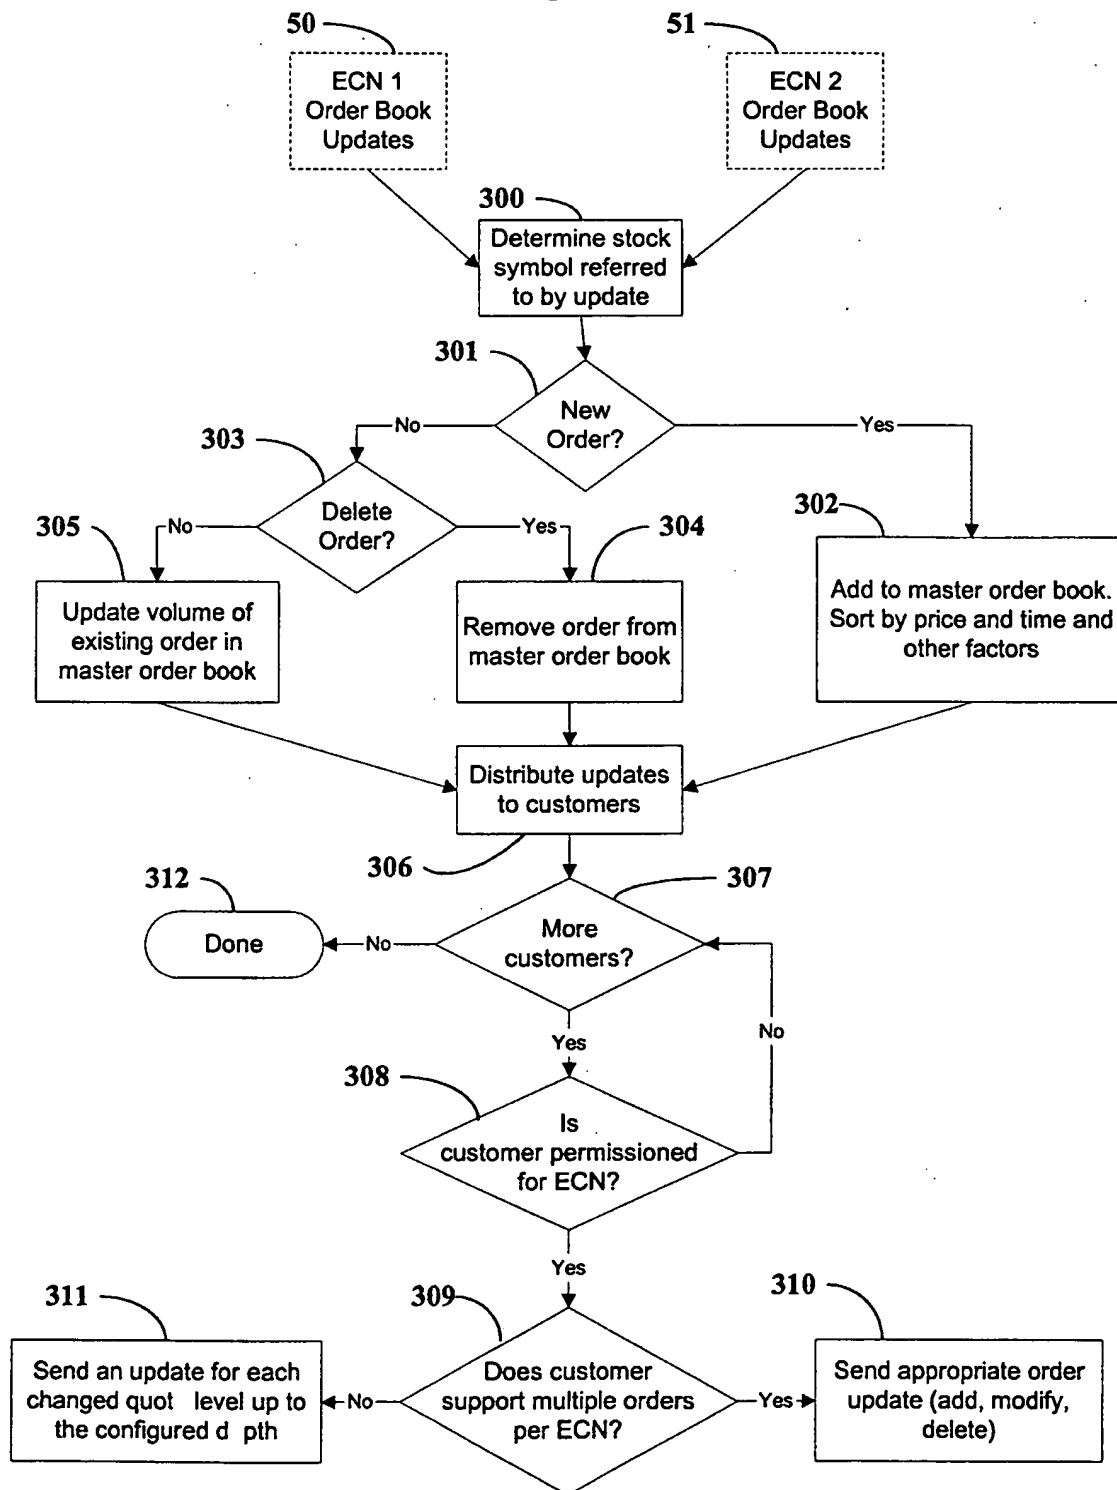 50
51
ECN 1
Order Book
Updates
ECN 2
Order Book
Updates
300
Determine stock
symbol referred
to by update
301
New
Order?
No
Yes
303
Delete
Order?
No
Yes
305
304
302
Update volume of
existing order in
master order book
Remove order from
master order book
Add to master order book.
Sort by price and time and
other factors
Distribute updates
to customers
306
307
312
Done
No
More
customers?
Yes
No
308
Is
customer permissioned
for ECN?
Yes
311
309
310
Send an update for each
changed quot level up to
the configured d pth
No
Does customer
support multiple orders
per ECN?
Yes
Send appropriate order
update (add, modify,
delete)